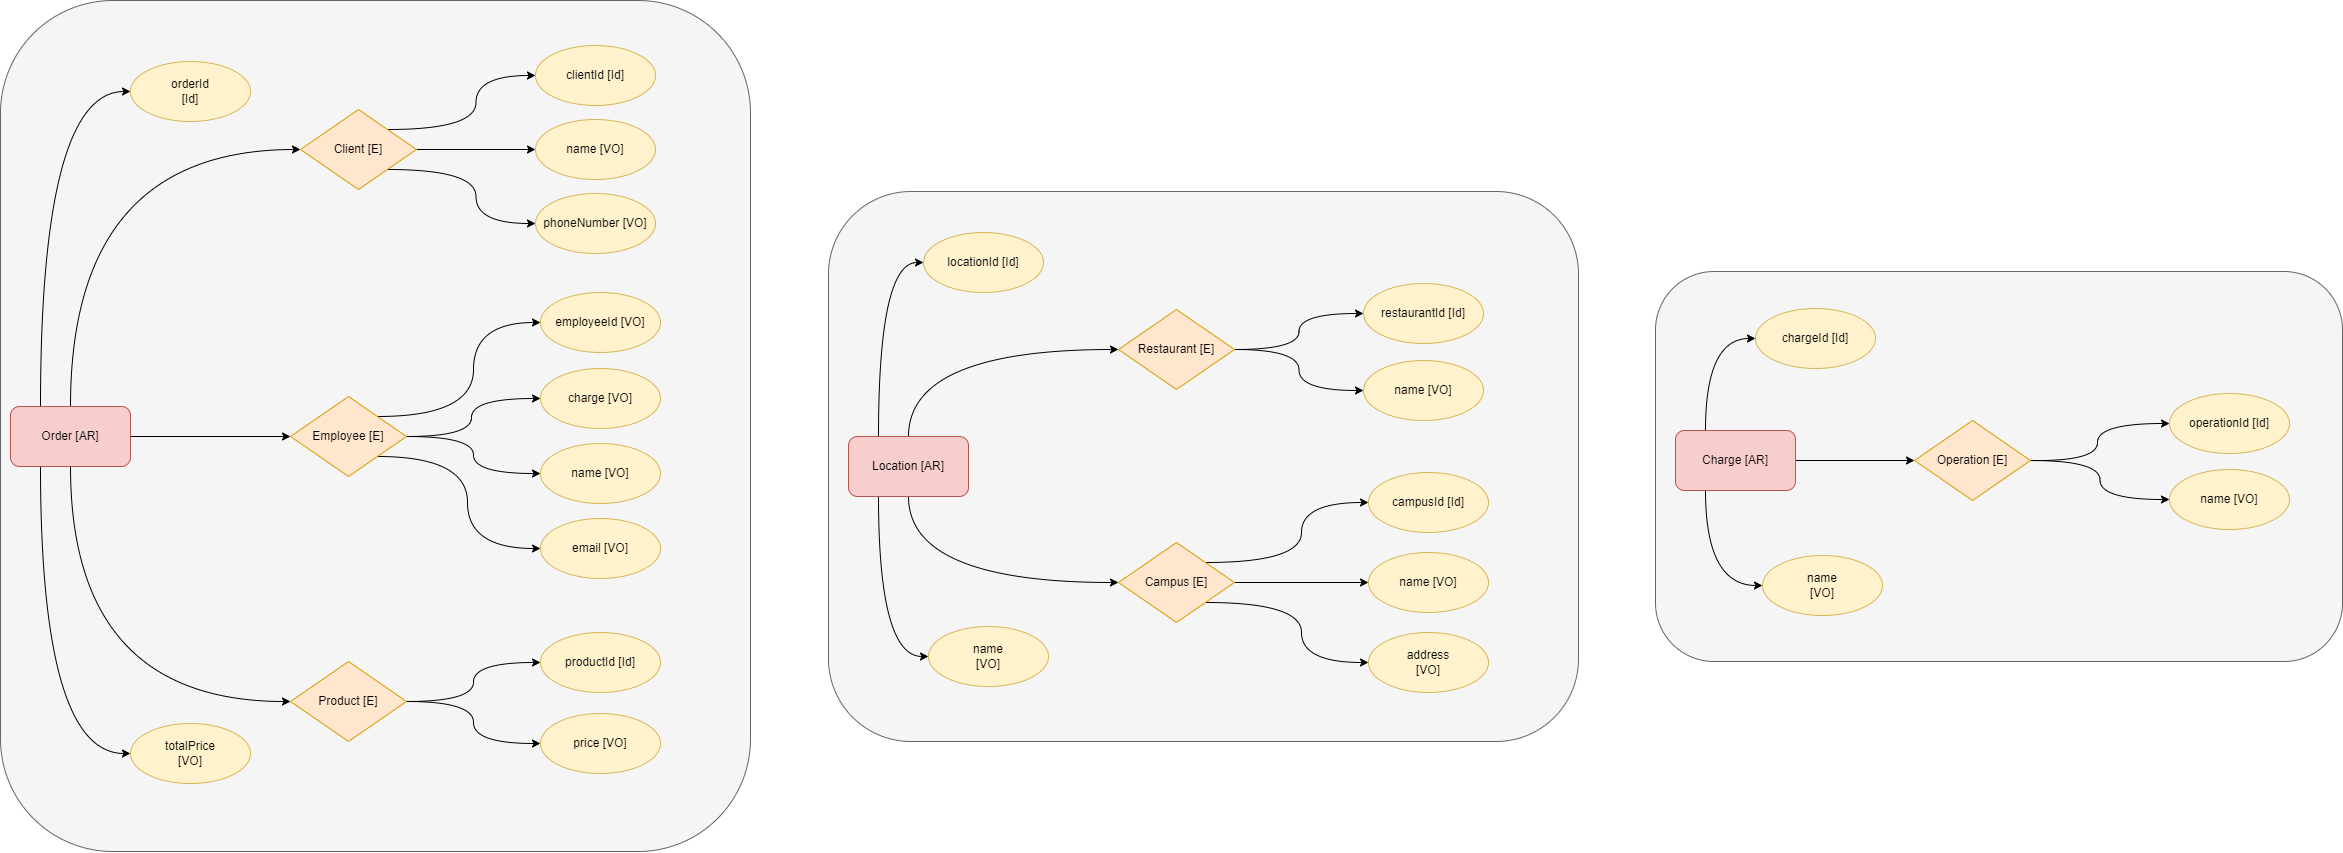 orderId
[Id]
Client [E]
clientId [Id]
name [VO]
phoneNumber [VO]
Order [AR]
Employee [E]
employeeId [VO]
charge [VO]
name [VO]
email [VO]
Product [E]
productId [Id]
price [VO]
totalPrice
[VO]
locationId [Id]
Restaurant [E]
restaurantId [Id]
name [VO]
Location [AR]
Campus [E]
campusId [Id]
name [VO]
address
[VO]
name
[VO]
chargeId [Id]
Charge [AR]
Operation [E]
operationId [Id]
name [VO]
name
[VO]